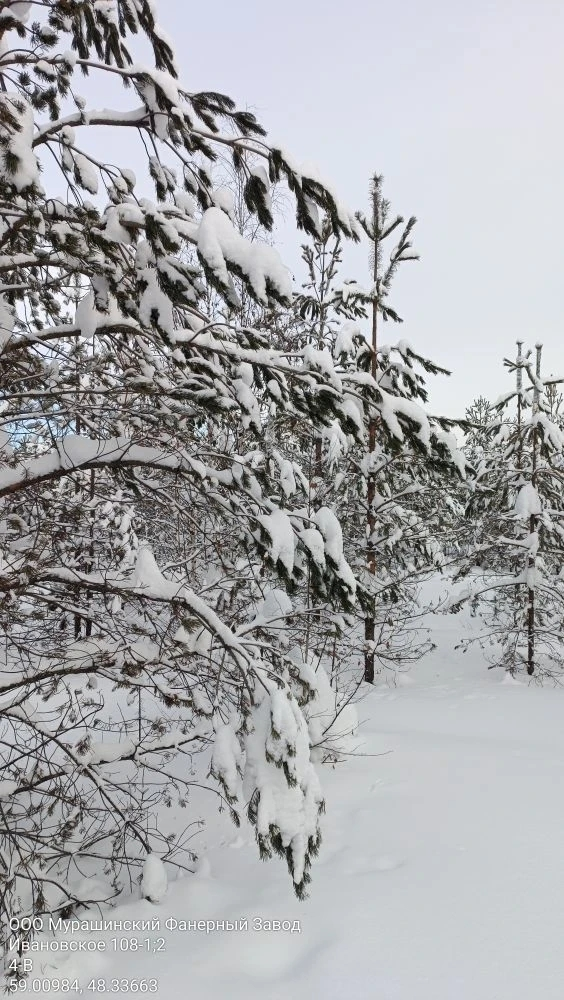 ООО Мурашинский Фанерный Завод
Ивановское 108-1;2
4-В
59.00984, 48.33663